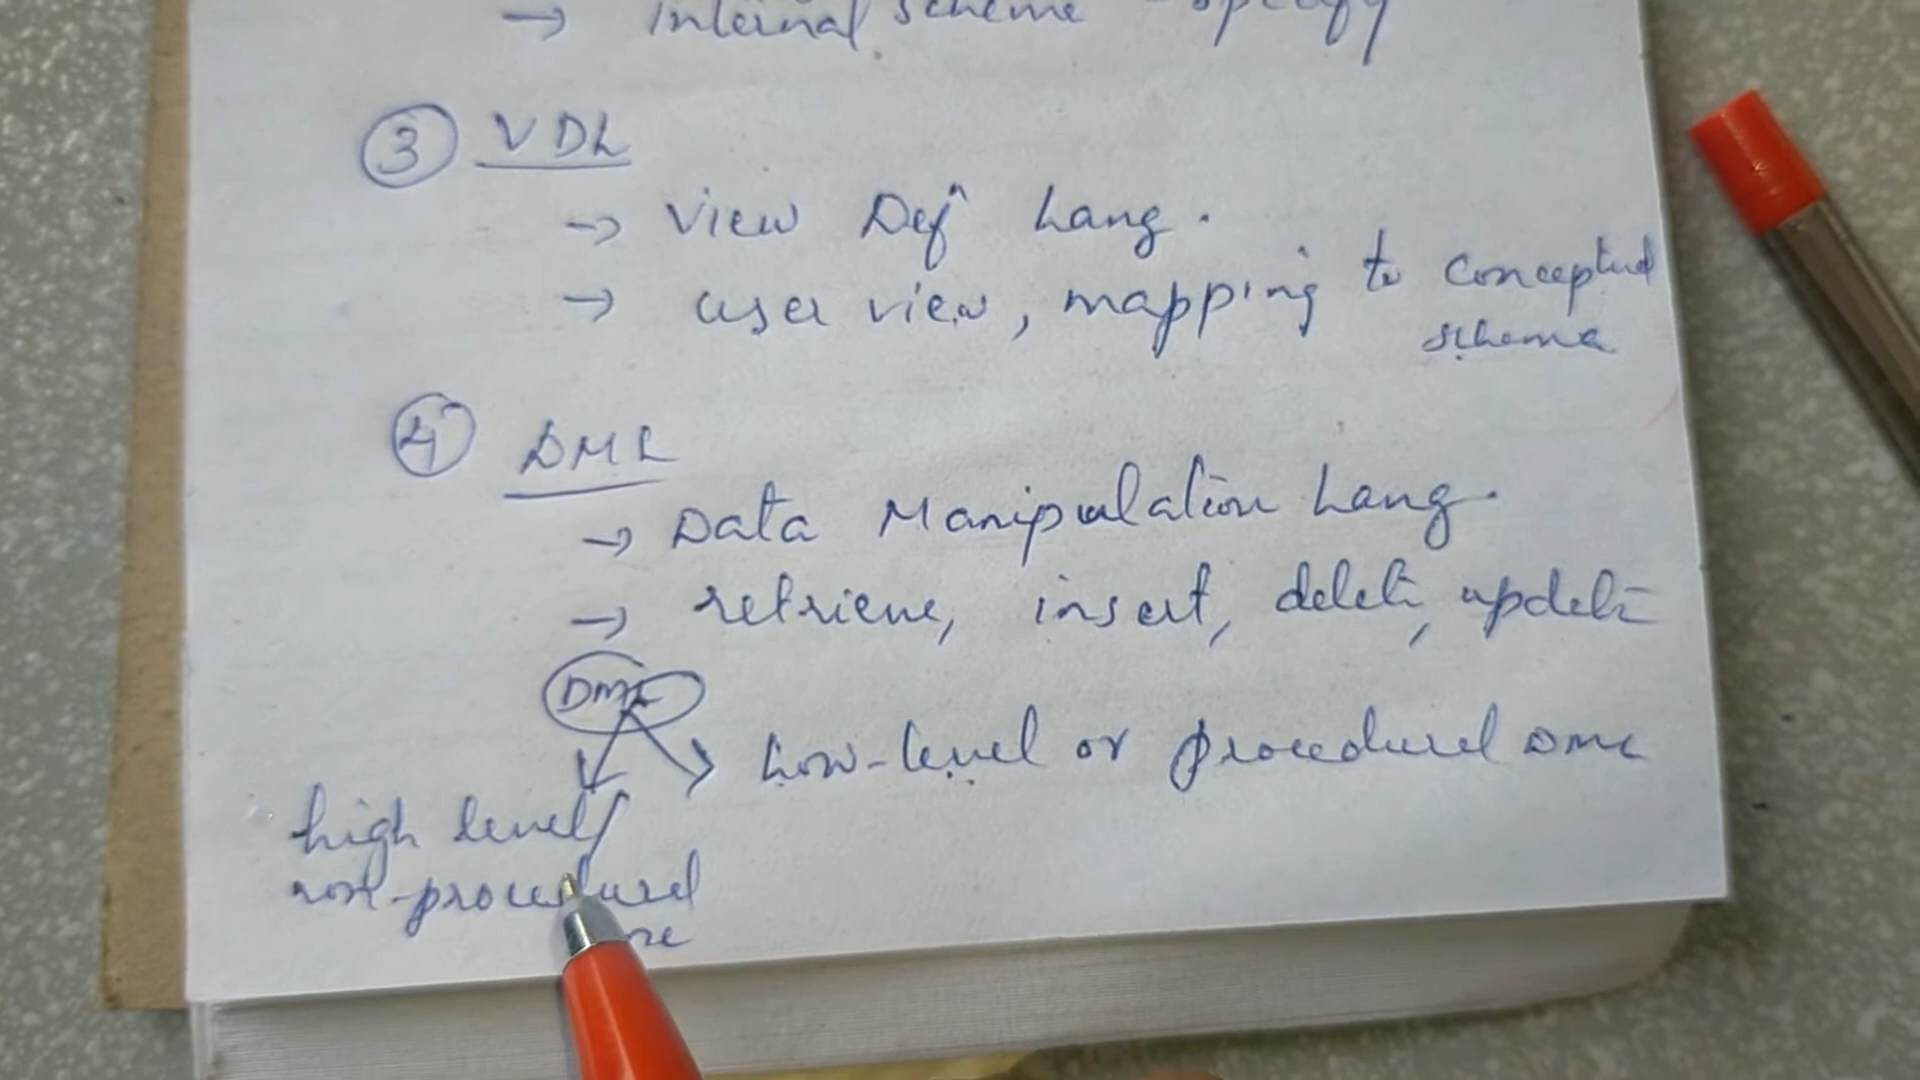 → internal scheme - specify
③ VDL
→ View Defⁿ Lang.
→ user view, mapping to conceptual
schema
④ DML
→ Data Manipulation Lang.
→ retrieve, insert, delete, update
DML
→ Low-level or procedural DML
high level/
non-procedural